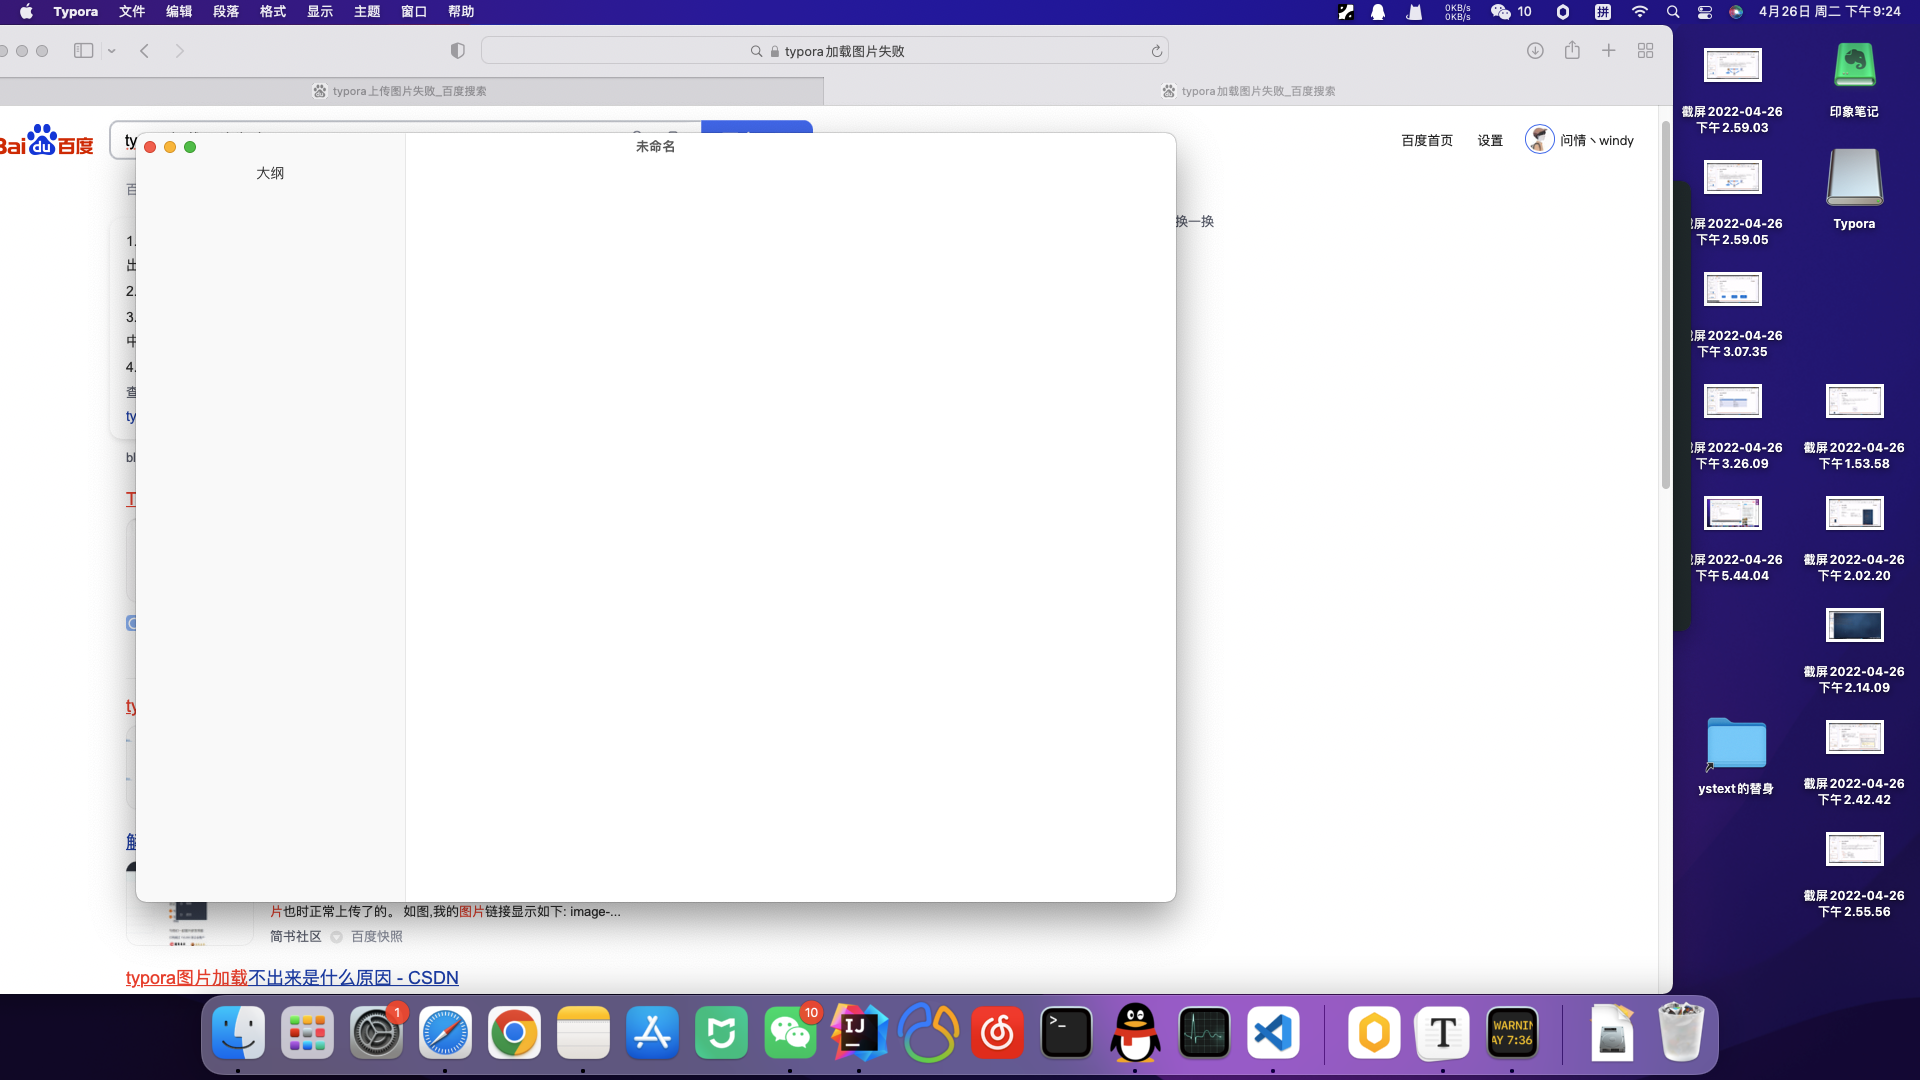 Typora 文件 编辑 段落 格式 显示 主题 窗口 帮助
0KB/s
0KB/s
10 拼 4月26日 周二 下午9:24
typora加载图片失败
typora上传图片失败_百度搜索
typora加载图片失败_百度搜索
Bai du 百度
ty
百度首页 设置 问情丶windy
未命名
大纲
百
换一换
1.
出
2.
3.
中
4.
查
ty
bl
T
ty
片也时正常上传了的。 如图,我的图片链接显示如下: image-...
简书社区 百度快照
typora图片加载不出来是什么原因 - CSDN
截屏2022-04-26
下午2.59.03
印象笔记
屏2022-04-26
下午2.59.05
Typora
屏2022-04-26
下午3.07.35
屏2022-04-26
下午3.26.09
截屏2022-04-26
下午1.53.58
屏2022-04-26
下午5.44.04
截屏2022-04-26
下午2.02.20
截屏2022-04-26
下午2.14.09
ystext的替身
截屏2022-04-26
下午2.42.42
截屏2022-04-26
下午2.55.56
1
10
IJ
>_
T
WARNIN
AY 7:36